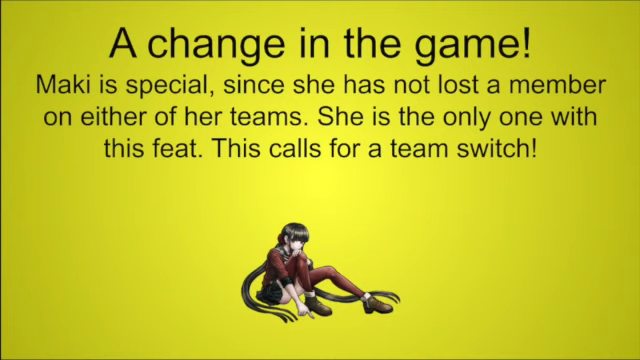 A change in the game!
Maki is special, since she has not lost a member
on either of her teams. She is the only one with
this feat. This calls for a team switch!